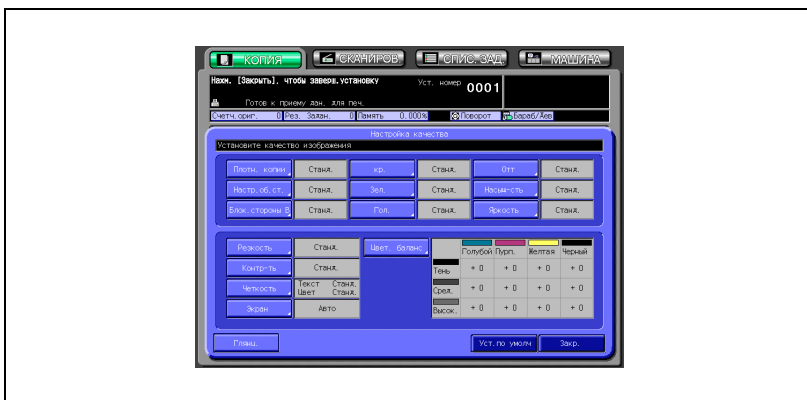 КОПИЯ СКАНИРОВ СПИС. ЗАД МАШИНА
Нажм. [Закрыть], чтобы заверш.установку Уст. номер 0001
Готов к приему дан. для печ.
Счетч.ориг. 0 Рез. Задан. 0 Память 0.000% Поворот Бараб/Лев
Настройка качества
Установите качество изображения
Плотн. копии Станд. кр. Станд. Отт Станд.
Настр.об.ст. Станд. Зел. Станд. Насыщ-сть Станд.
Блок.стороны В Станд. Гол. Станд. Яркость Станд.
Резкость Станд. Цвет. баланс Голубой Пурп. Желтая Черный
Контр-ть Станд. Тень + 0 + 0 + 0 + 0
Четкость Текст Станд. Цвет Станд. Сред. + 0 + 0 + 0 + 0
Экран Авто Высок. + 0 + 0 + 0 + 0
Глянц. Уст.по умолч Закр.